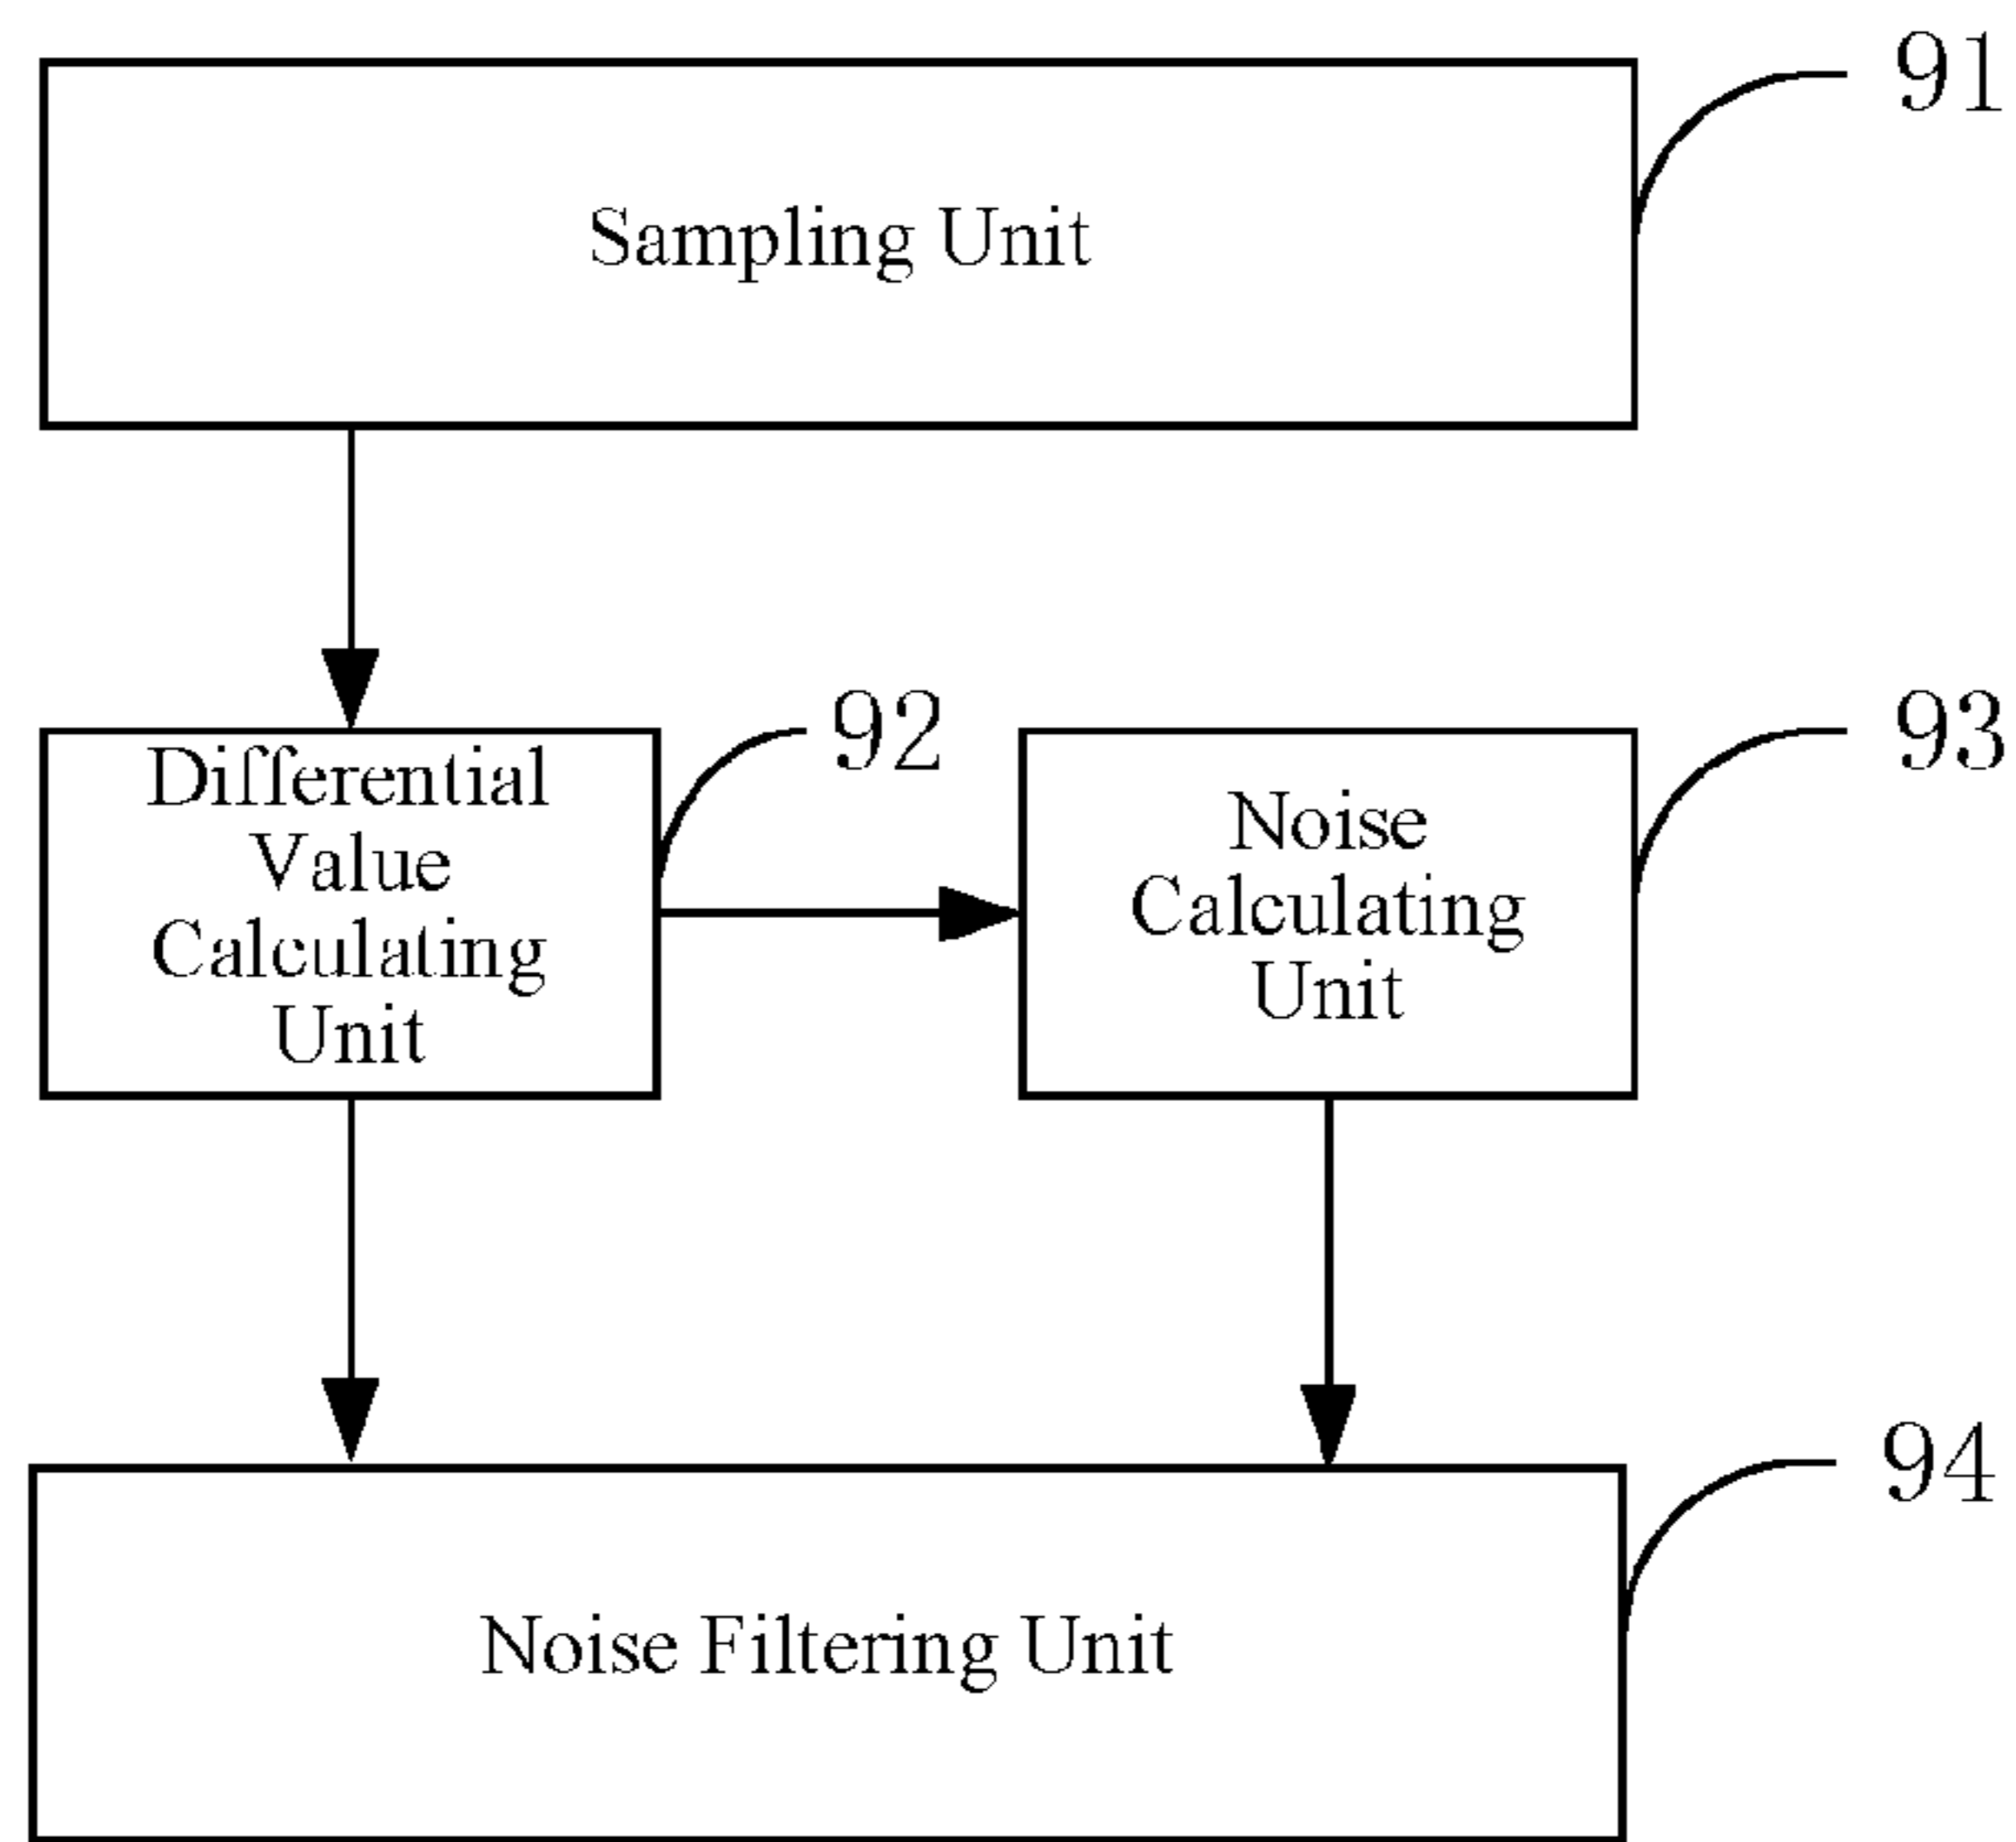 91
Sampling Unit
92
93
Differential
Value
Calculating
Unit
Noise
Calculating
Unit
94
Noise Filtering Unit